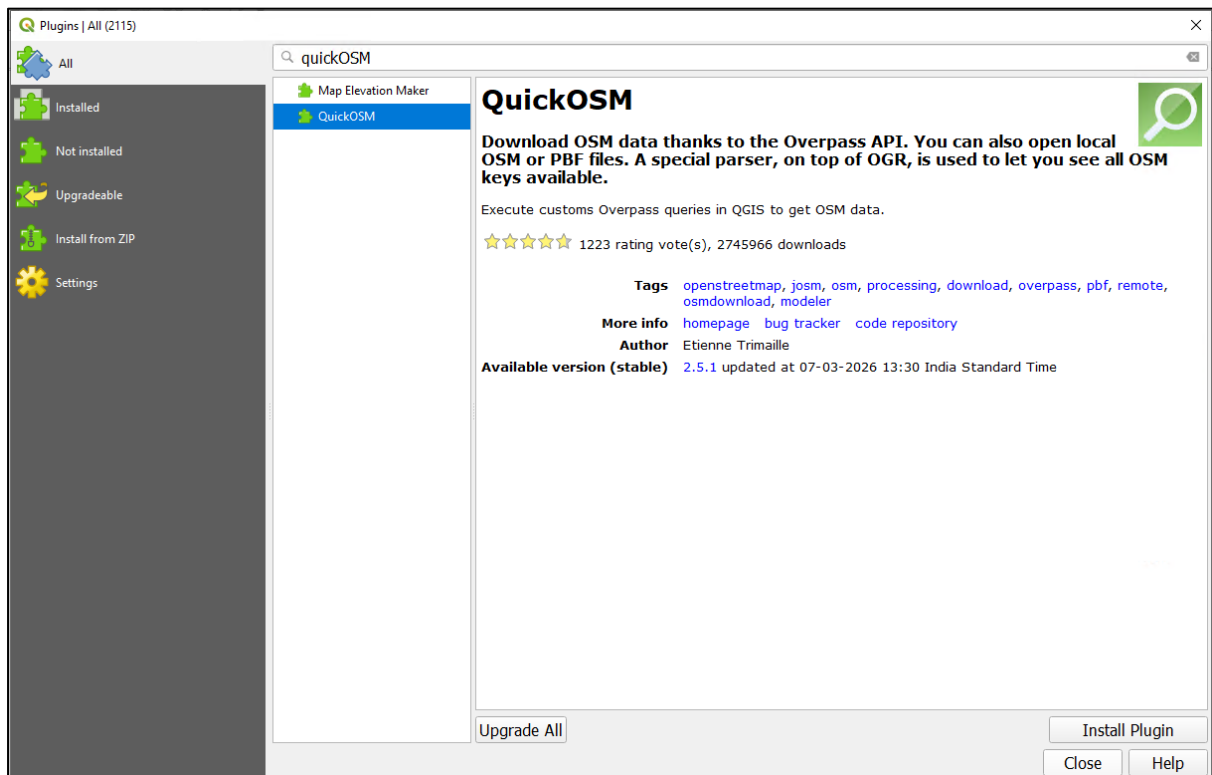 Plugins | All (2115)
All
Installed
Not installed
Upgradeable
Install from ZIP
Settings
quickOSM
Map Elevation Maker
QuickOSM
QuickOSM
Download OSM data thanks to the Overpass API. You can also open local
OSM or PBF files. A special parser, on top of OGR, is used to let you see all OSM
keys available.
Execute customs Overpass queries in QGIS to get OSM data.
1223 rating vote(s), 2745966 downloads
Tags openstreetmap, josm, osm, processing, download, overpass, pbf, remote,
osmdownload, modeler
More info homepage bug tracker code repository
Author Etienne Trimaille
Available version (stable) 2.5.1 updated at 07-03-2026 13:30 India Standard Time
Upgrade All
Install Plugin
Close Help